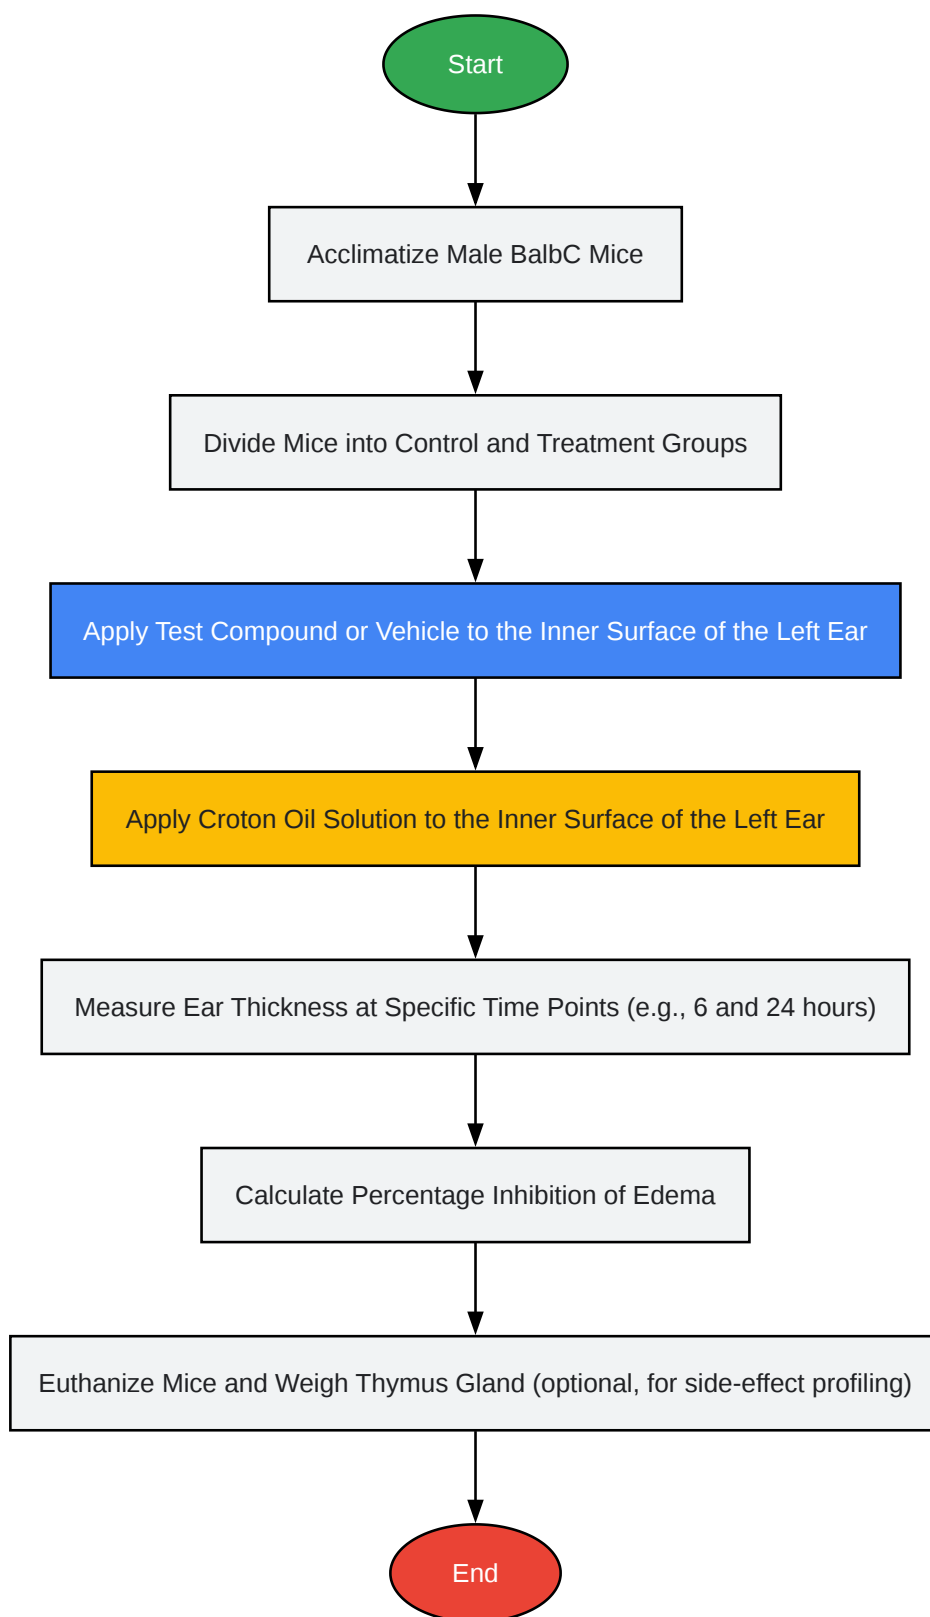 Start
Acclimatize Male BalbC Mice
Divide Mice into Control and Treatment Groups
Apply Test Compound or Vehicle to the Inner Surface of the Left Ear
Apply Croton Oil Solution to the Inner Surface of the Left Ear
Measure Ear Thickness at Specific Time Points (e.g., 6 and 24 hours)
Calculate Percentage Inhibition of Edema
Euthanize Mice and Weigh Thymus Gland (optional, for side-effect profiling)
End